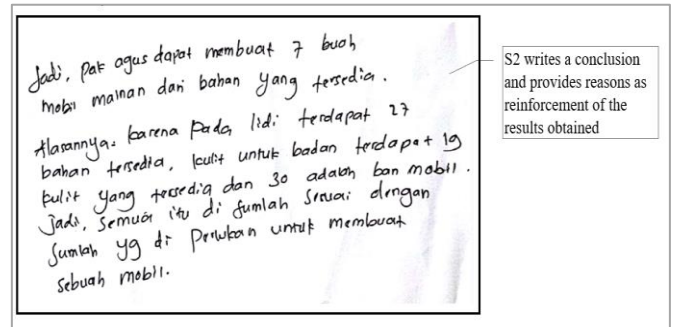 Jadi, Pak agus dapat membuat 7 buah
mobil mainan dari bahan yang tersedia.
Alasannya. karena Pada lidi terdapat 27
bahan tersedia, kulit untuk badan terdapat 19
kulit yang tersedia dan 30 adalah ban mobil.
Jadi, semua itu di Jumlah sesuai dengan
Jumlah yg di Perlukan untuk membuat
sebuah mobil.
S2 writes a conclusion
and provides reasons as
reinforcement of the
results obtained